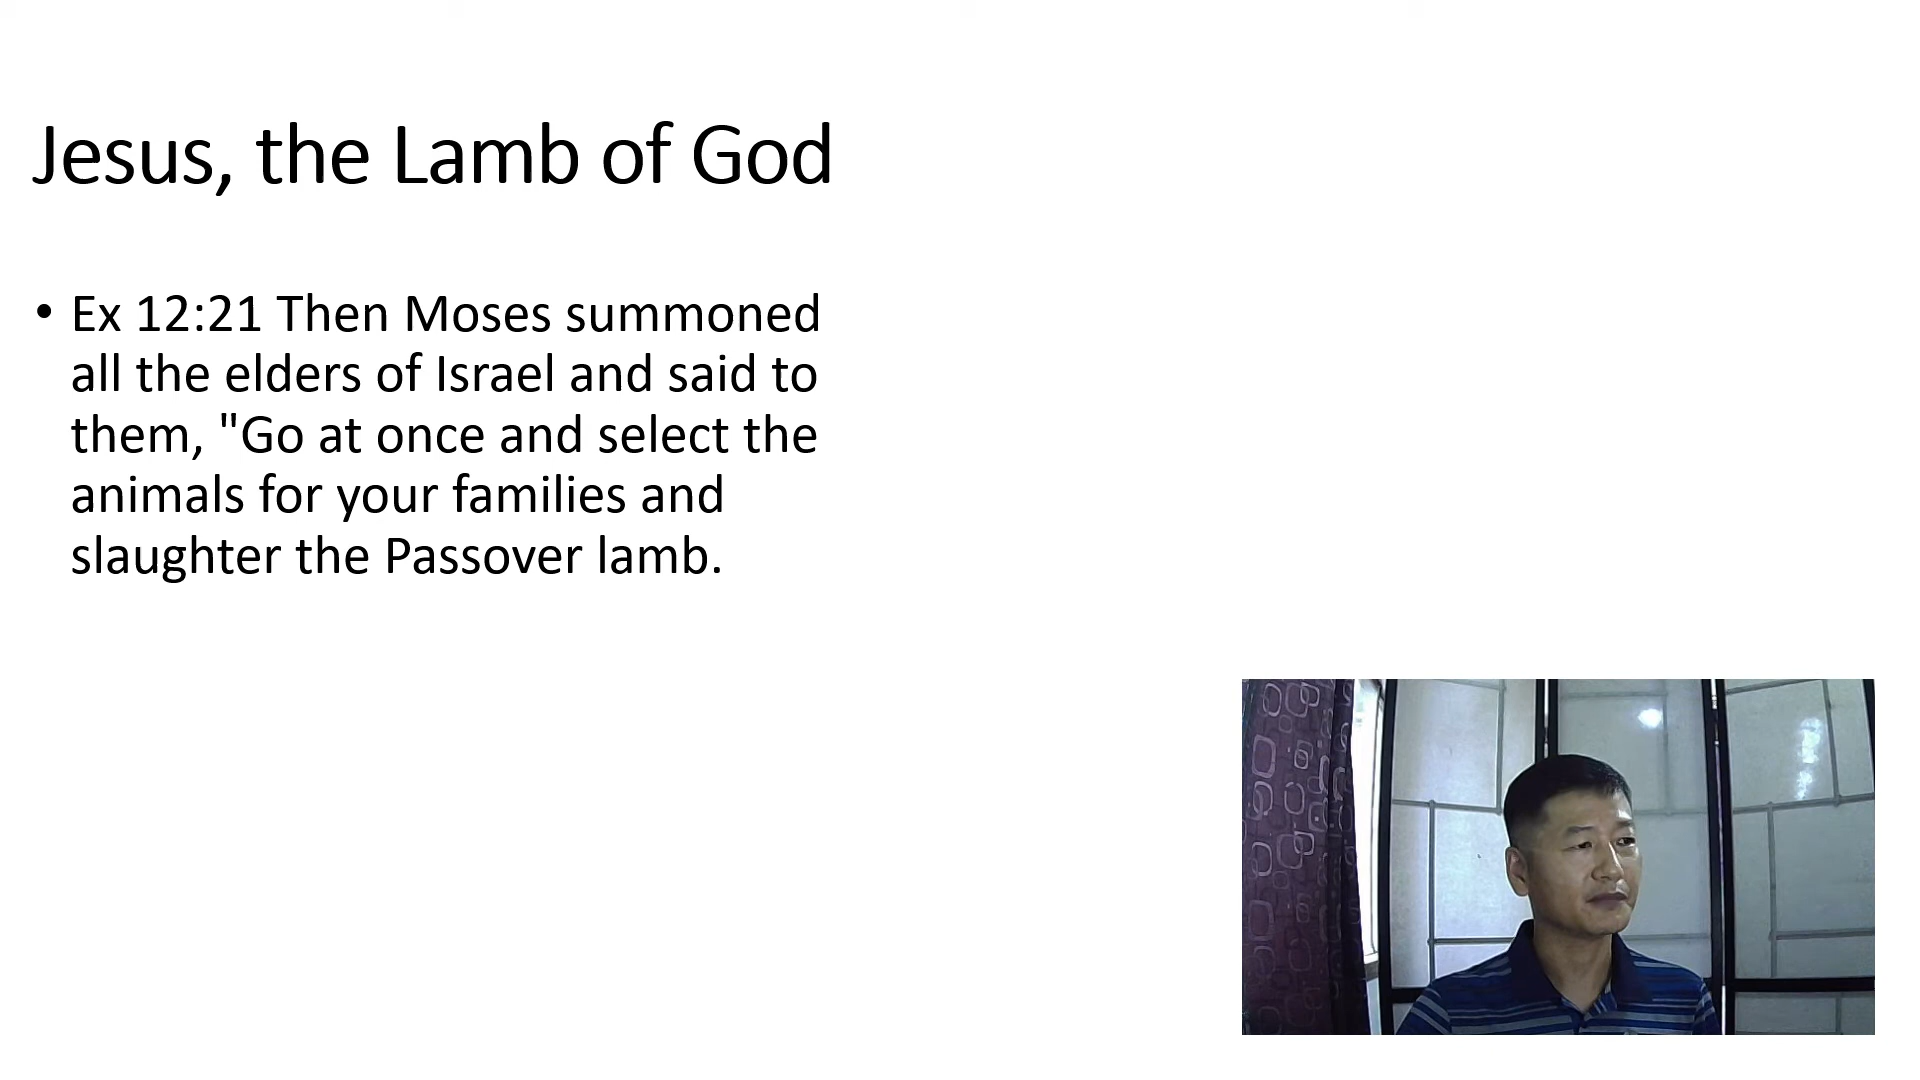 Jesus, the Lamb of God
• Ex 12:21 Then Moses summoned
all the elders of Israel and said to
them, "Go at once and select the
animals for your families and
slaughter the Passover lamb.